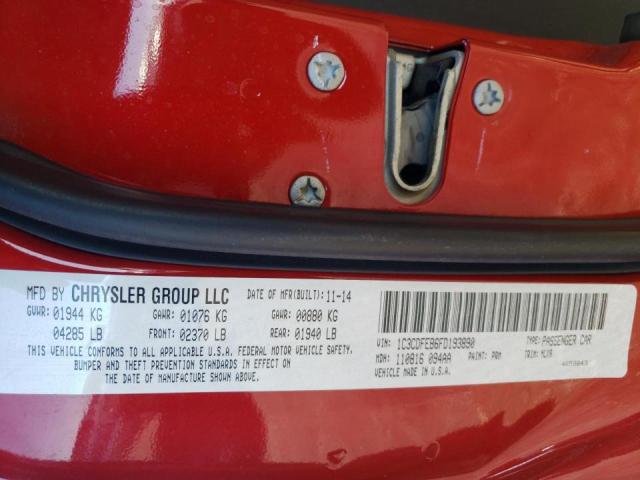 MFD BY CHRYSLER GROUP LLC DATE OF MFR(BUILT): 11-14
GVWR: 01944 KG GAWR: 01076 KG GAWR: 00880 KG
04285 LB FRONT: 02370 LB REAR: 01940 LB
THIS VEHICLE CONFORMS TO ALL APPLICABLE U.S.A. FEDERAL MOTOR VEHICLE SAFETY,
BUMPER AND THEFT PREVENTION STANDARDS IN EFFECT ON
THE DATE OF MANUFACTURE SHOWN ABOVE.
VIN: 1C3CDFEB6FD193890 TYPE: PASSENGER CAR
MDH: 110816 094AA PAINT: PRM TRIM: MLX9
VEHICLE MADE IN U.S.A.